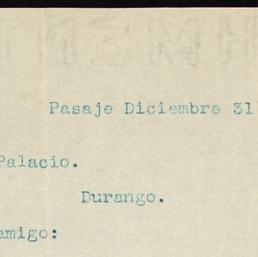 Pasaje Diciembre 31
Palacio.
Durango.
amigo: